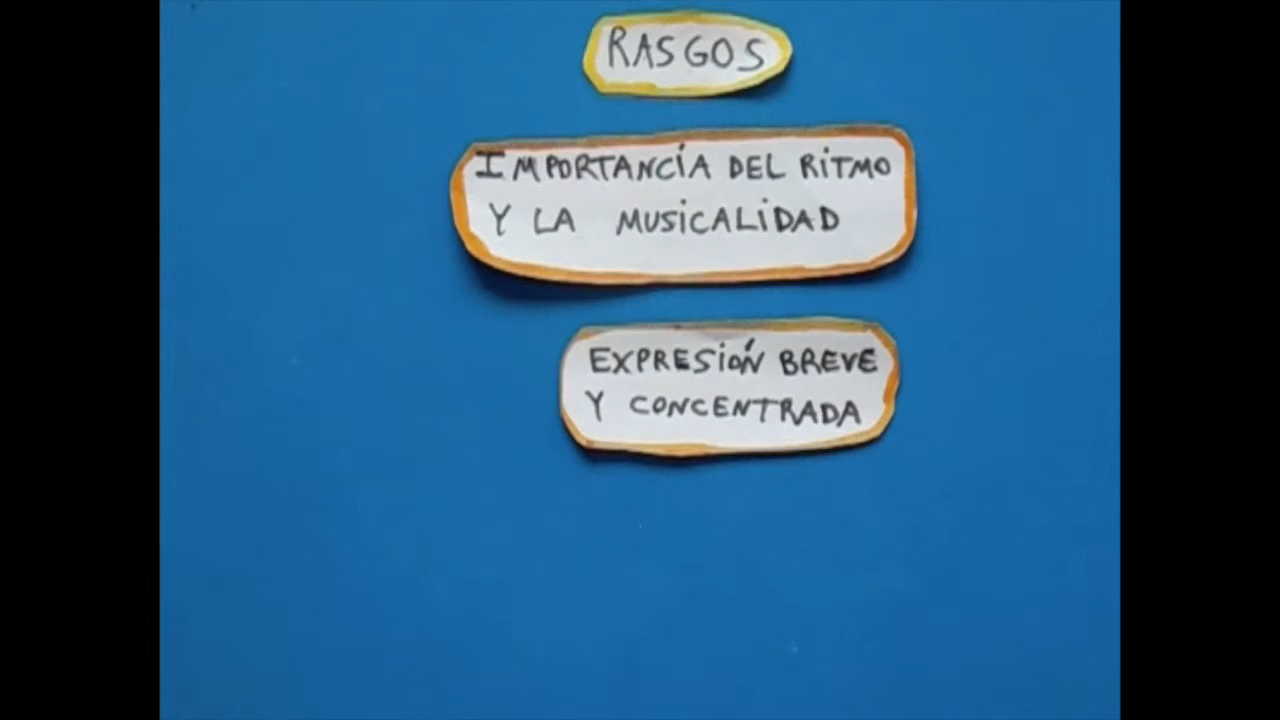 RASGOS
IMPORTANCIA DEL RITMO
Y LA MUSICALIDAD
EXPRESIÓN BREVE
Y CONCENTRADA